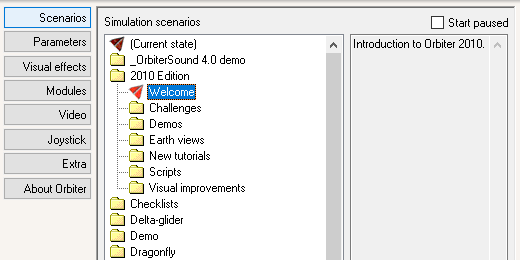 Scenarios
Parameters
Visual effects
Modules
Video
Joystick
Extra
About Orbiter
Simulation scenarios
Start paused
(Current state)
_OrbiterSound 4.0 demo
2010 Edition
Welcome
Challenges
Demos
Earth views
New tutorials
Scripts
Visual improvements
Checklists
Delta-glider
Demo
Dragonfly
Introduction to Orbiter 2010.